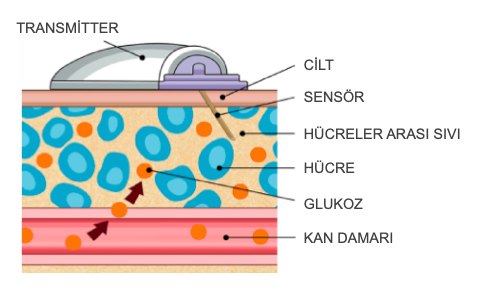 TRANSMİTTER
CİLT
SENSÖR
HÜCRELER ARASI SIVI
HÜCRE
GLUKOZ
KAN DAMARI